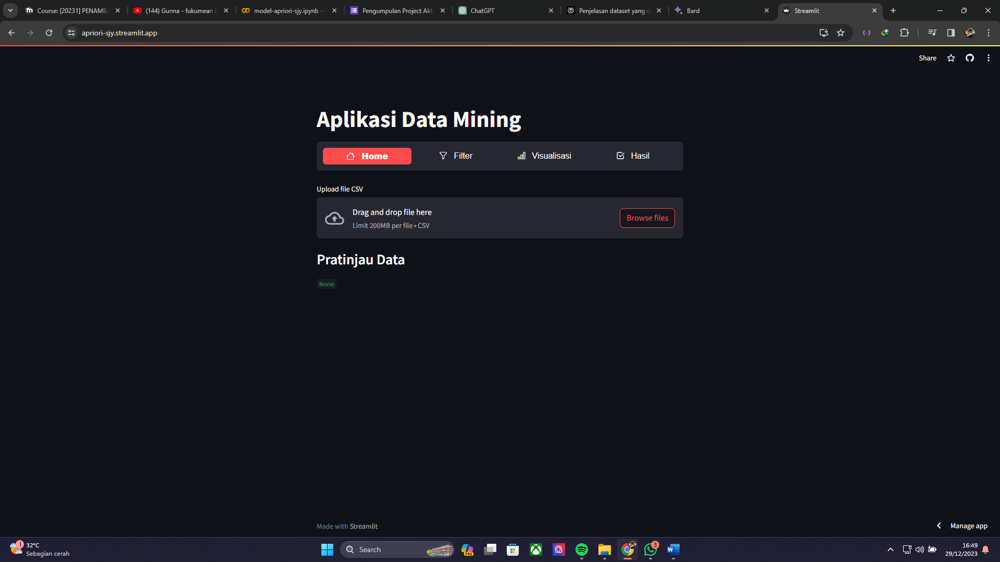 Course: [20231] PENAMBA
(144) Gunna - fukumean (
model-apriori-sjy.ipynb -
Pengumpulan Project Akh
ChatGPT
Penjelasan dataset yang d
Bard
Streamlit
apriori-sjy.streamlit.app
Share
Aplikasi Data Mining
Home
Filter
Visualisasi
Hasil
Upload file CSV
Drag and drop file here
Limit 200MB per file • CSV
Browse files
Pratinjau Data
None
Made with Streamlit
Manage app
1
32°C
Sebagian cerah
Search
PRE
3
16:49
29/12/2023